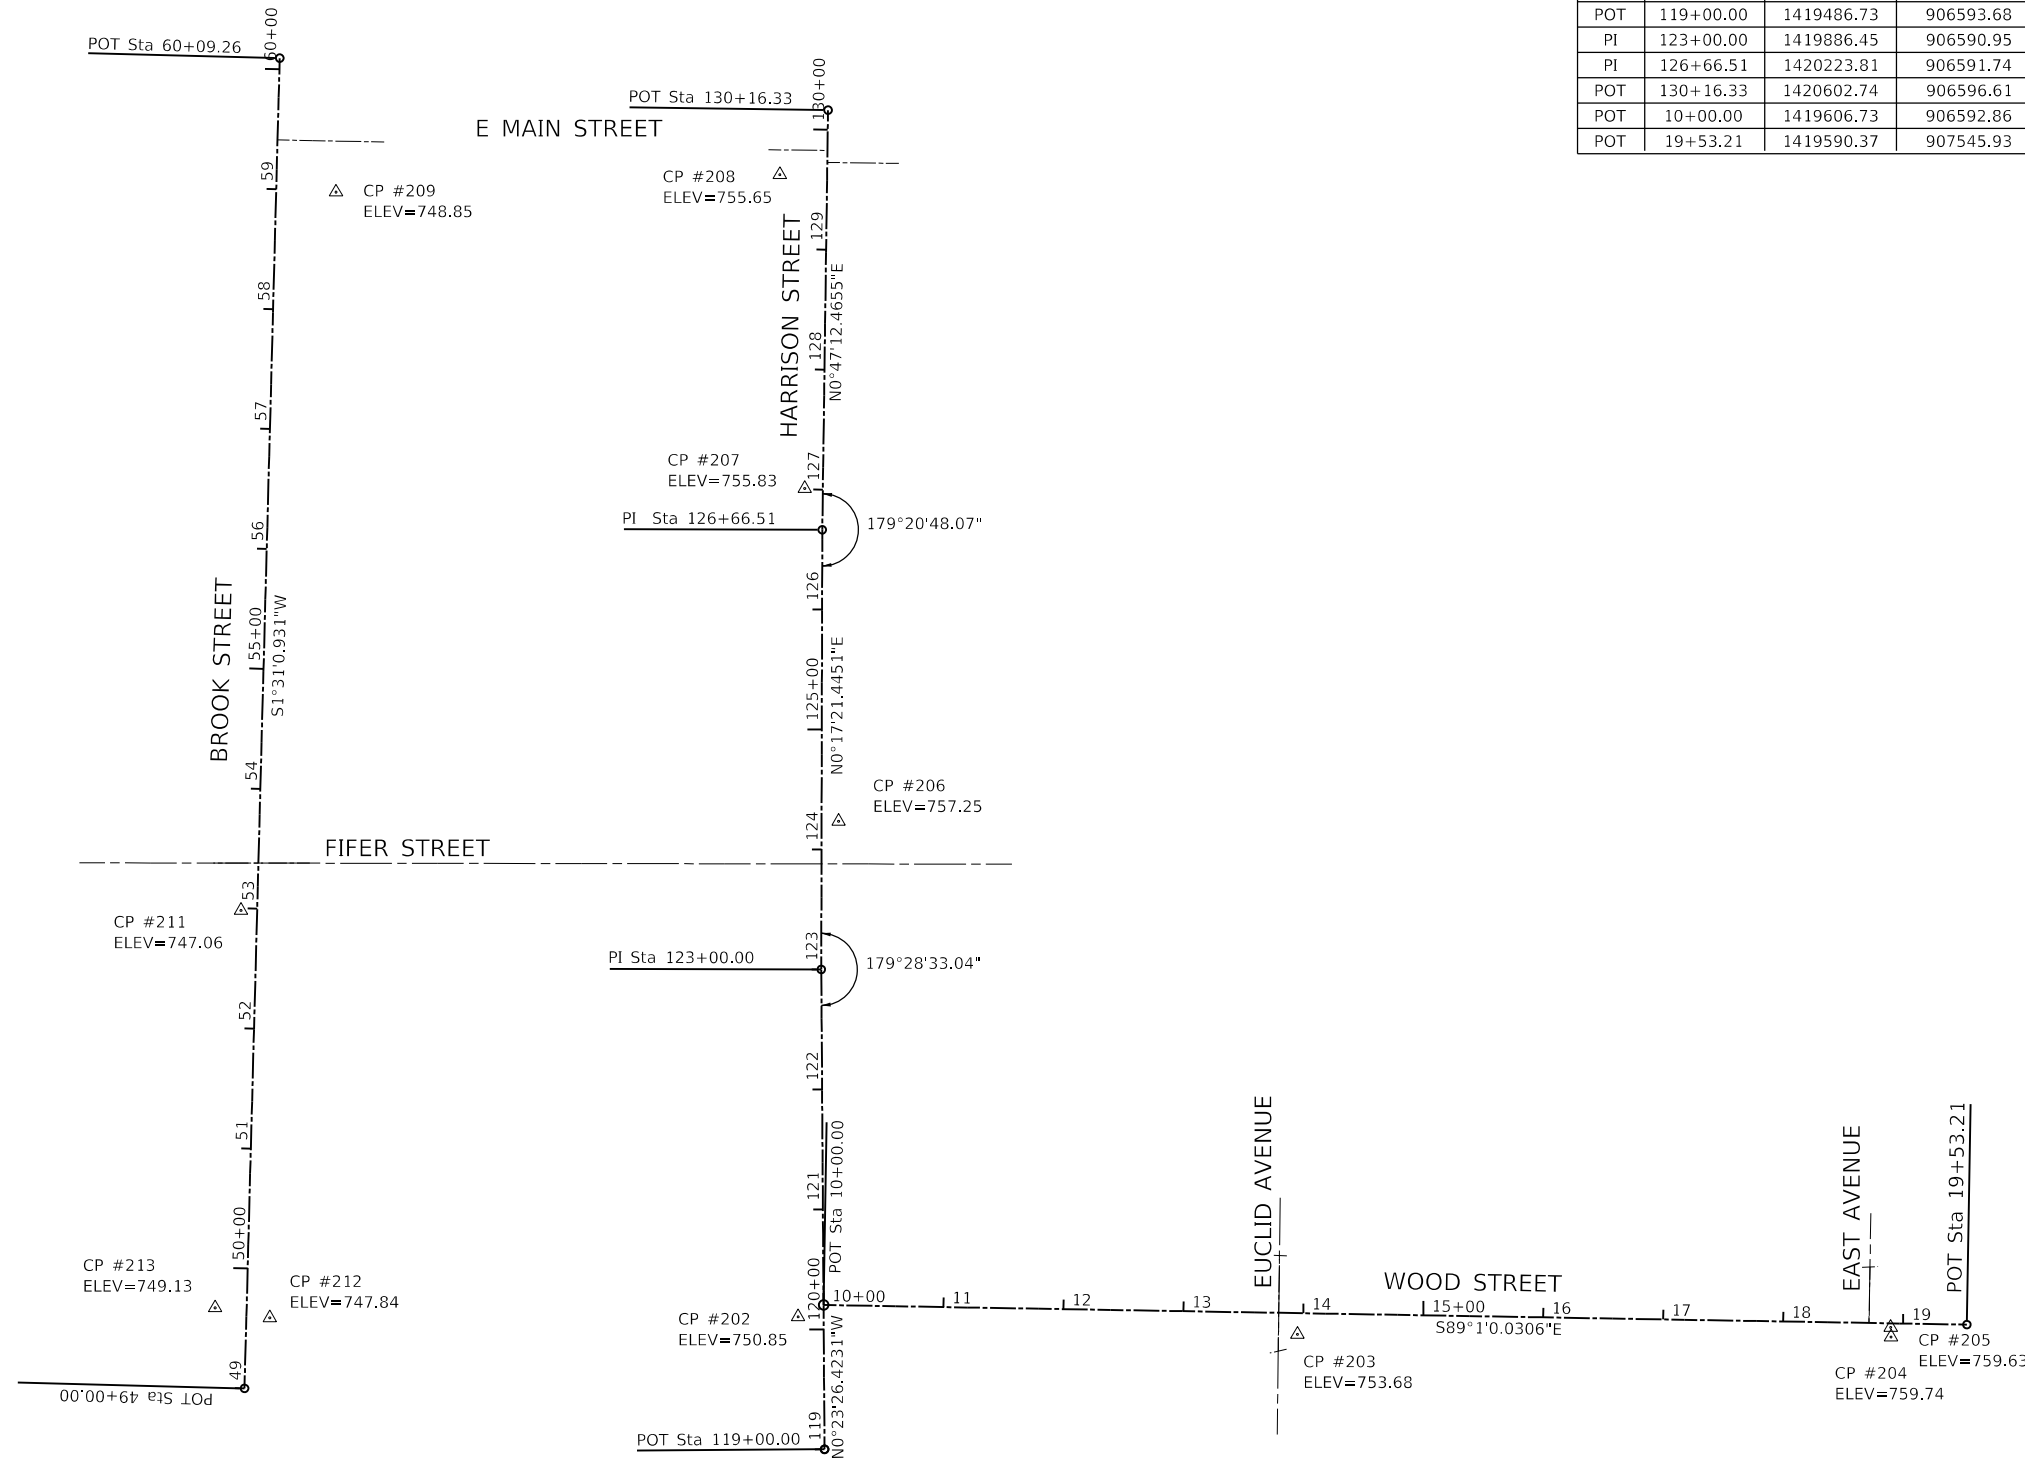 POT 119+00.00 1419486.73 906593.68
PI 123+00.00 1419886.45 906590.95
PI 126+66.51 1420223.81 906591.74
POT 130+16.33 1420602.74 906596.61
POT 10+00.00 1419606.73 906592.86
POT 19+53.21 1419590.37 907545.93
POT Sta 60+09.26
60+00
59
58
57
56
55+00
54
53
52
51
50+00
49
BROOK STREET
S1°31'0.931"W
POT Sta 49+00.00
E MAIN STREET
CP #209
ELEV=748.85
POT Sta 130+16.33
130+00
CP #208
ELEV=755.65
129
HARRISON STREET
N0°47'12.4655"E
128
CP #207
ELEV=755.83
127
PI Sta 126+66.51
179°20'48.07"
126
125+00
N0°17'21.4451"E
CP #206
ELEV=757.25
124
FIFER STREET
CP #211
ELEV=747.06
PI Sta 123+00.00
123
179°28'33.04"
122
121
POT Sta 10+00.00
120+00
CP #213
ELEV=749.13
CP #212
ELEV=747.84
CP #202
ELEV=750.85
N0°23'26.4231"W
119
POT Sta 119+00.00
10+00
11
12
13
14
15+00
16
17
18
19
EUCLID AVENUE
WOOD STREET
S89°1'0.0306"E
EAST AVENUE
POT Sta 19+53.21
CP #203
ELEV=753.68
CP #205
ELEV=759.63
CP #204
ELEV=759.74